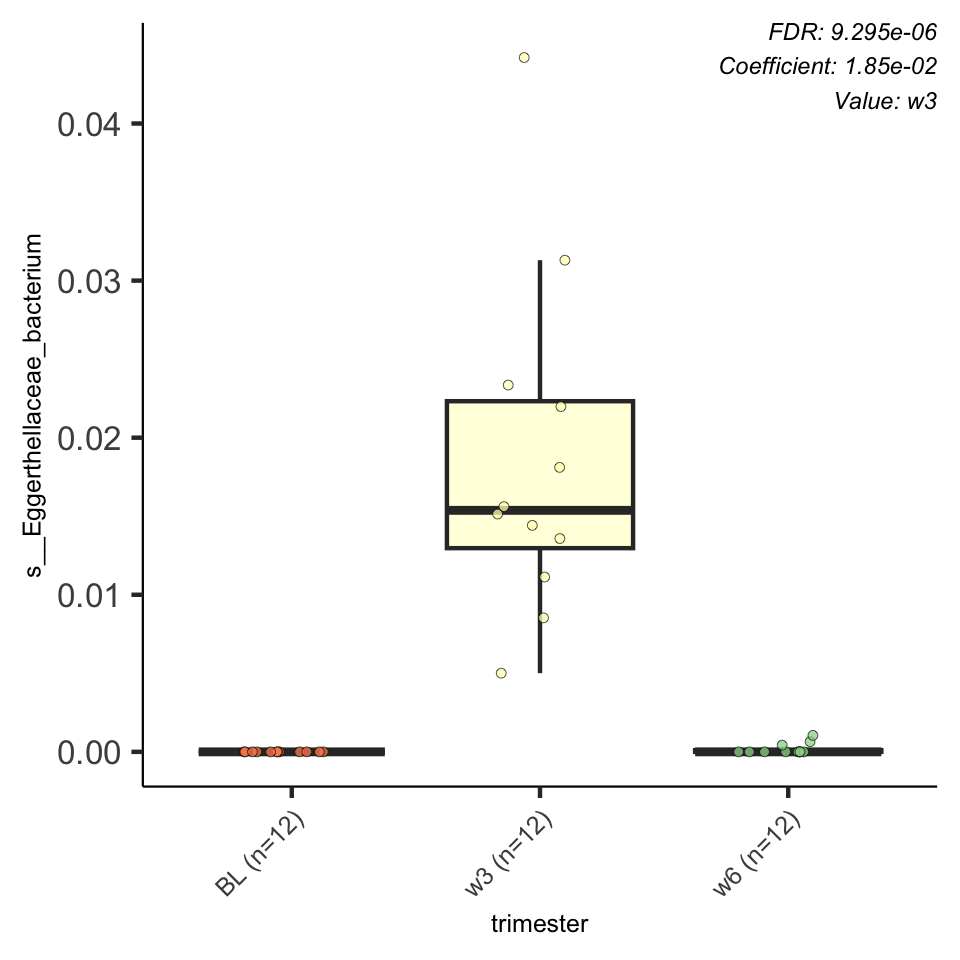 FDR: 9.295e-06
Coefficient: 1.85e-02
Value: w3
s__Eggerthellaceae_bacterium
0.04
0.03
0.02
0.01
0.00
BL (n=12)
w3 (n=12)
w6 (n=12)
trimester